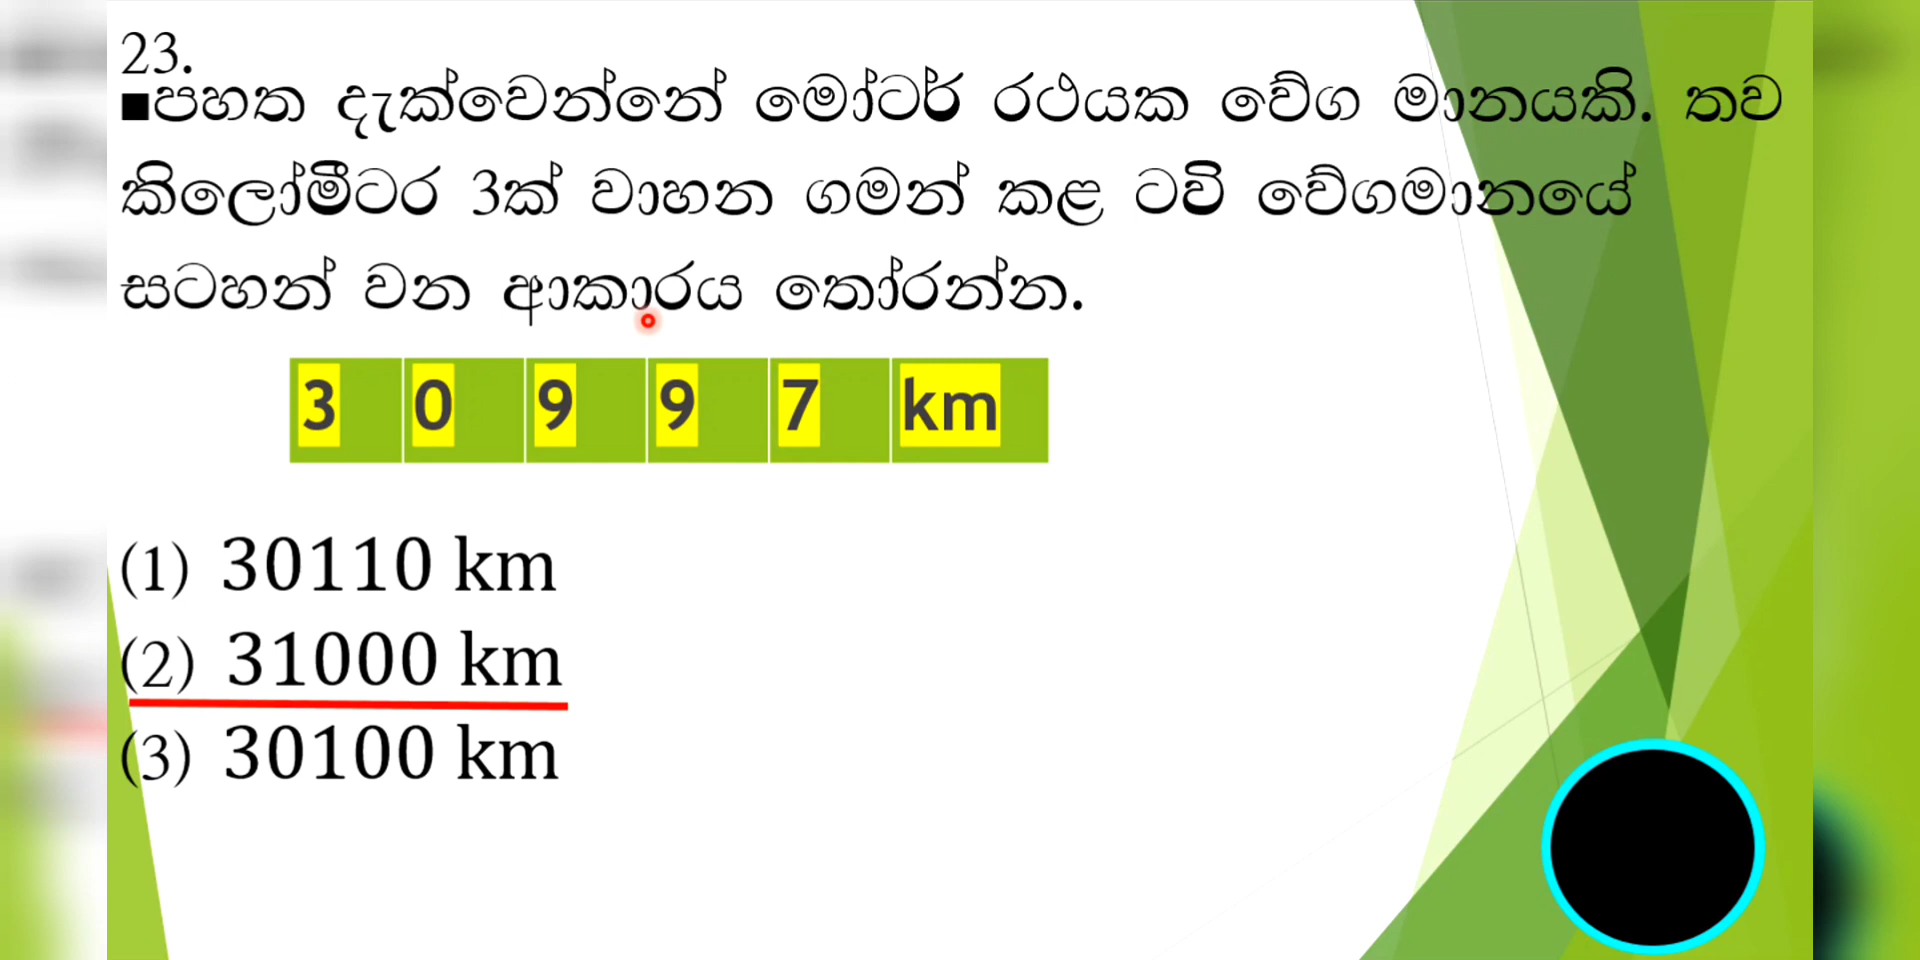 23.
■පහත දැක්වෙන්නේ මෝටර් රථයක වේග මානයකි. තව
කිලෝමීටර 3ක් වාහන ගමන් කළ ටවි වේගමානයේ
සටහන් වන ආකාරය තෝරන්න.
3 0 9 9 7 km
(1) 30110 km
(2) 31000 km
(3) 30100 km